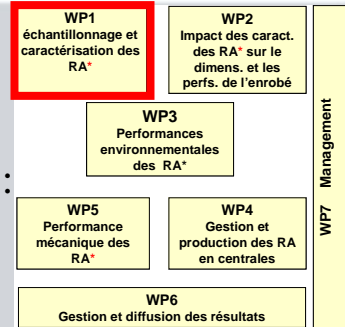 WP1
échantillonnage et
caractérisation des
RA*
WP2
Impact des caract.
des RA* sur le
dimens. et les
perfs. de l'enrobé
WP3
Performances
environnementales
des RA*
WP5
Performance
mécanique des
RA*
WP4
Gestion et
production des RA
en centrales
WP6
Gestion et diffusion des résultats
WP7 Management